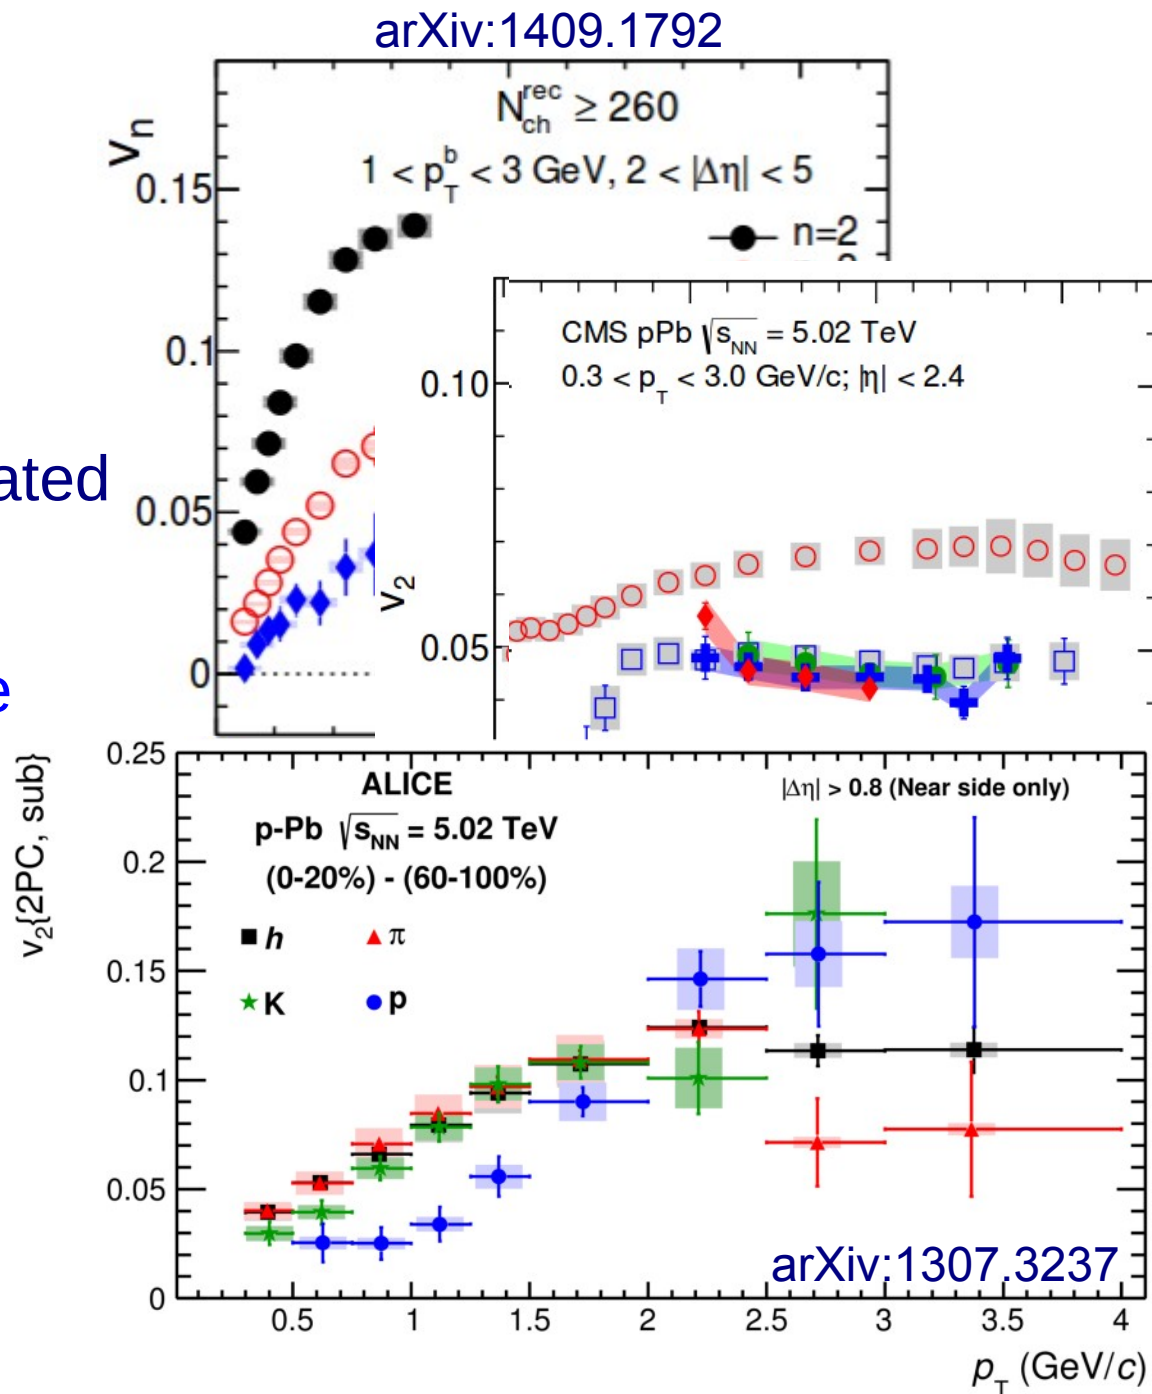 arXiv:1409.1792
N_ch^rec ≥ 260
1 < p_T^b < 3 GeV, 2 < |Δη| < 5
v_n
0.15
n=2
0.1
CMS pPb √s_NN = 5.02 TeV
0.3 < p_T < 3.0 GeV/c; |η| < 2.4
0.10
ated
0.05
v_2
0.05
0
e
v_2{2PC, sub}
0.25
ALICE
|Δη| > 0.8 (Near side only)
p-Pb √s_NN = 5.02 TeV
(0-20%) - (60-100%)
0.2
h
π
0.15
K
p
0.1
0.05
arXiv:1307.3237
0
0.5 1 1.5 2 2.5 3 3.5 4
p_T (GeV/c)